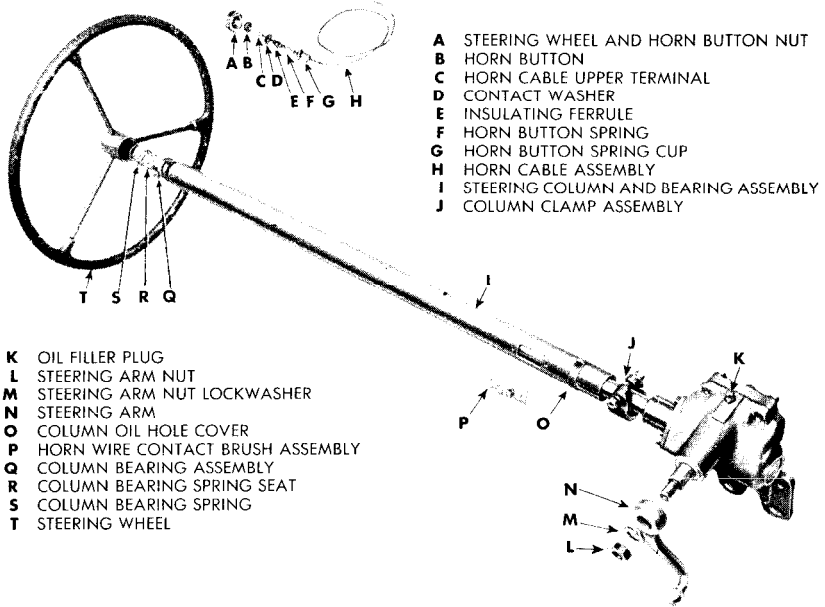 A STEERING WHEEL AND HORN BUTTON NUT
B HORN BUTTON
C HORN CABLE UPPER TERMINAL
D CONTACT WASHER
E INSULATING FERRULE
F HORN BUTTON SPRING
G HORN BUTTON SPRING CUP
H HORN CABLE ASSEMBLY
I STEERING COLUMN AND BEARING ASSEMBLY
J COLUMN CLAMP ASSEMBLY
A B C D E F G H
T S R Q
I
J
K
P
O
N
M
L
K OIL FILLER PLUG
L STEERING ARM NUT
M STEERING ARM NUT LOCKWASHER
N STEERING ARM
O COLUMN OIL HOLE COVER
P HORN WIRE CONTACT BRUSH ASSEMBLY
Q COLUMN BEARING ASSEMBLY
R COLUMN BEARING SPRING SEAT
S COLUMN BEARING SPRING
T STEERING WHEEL